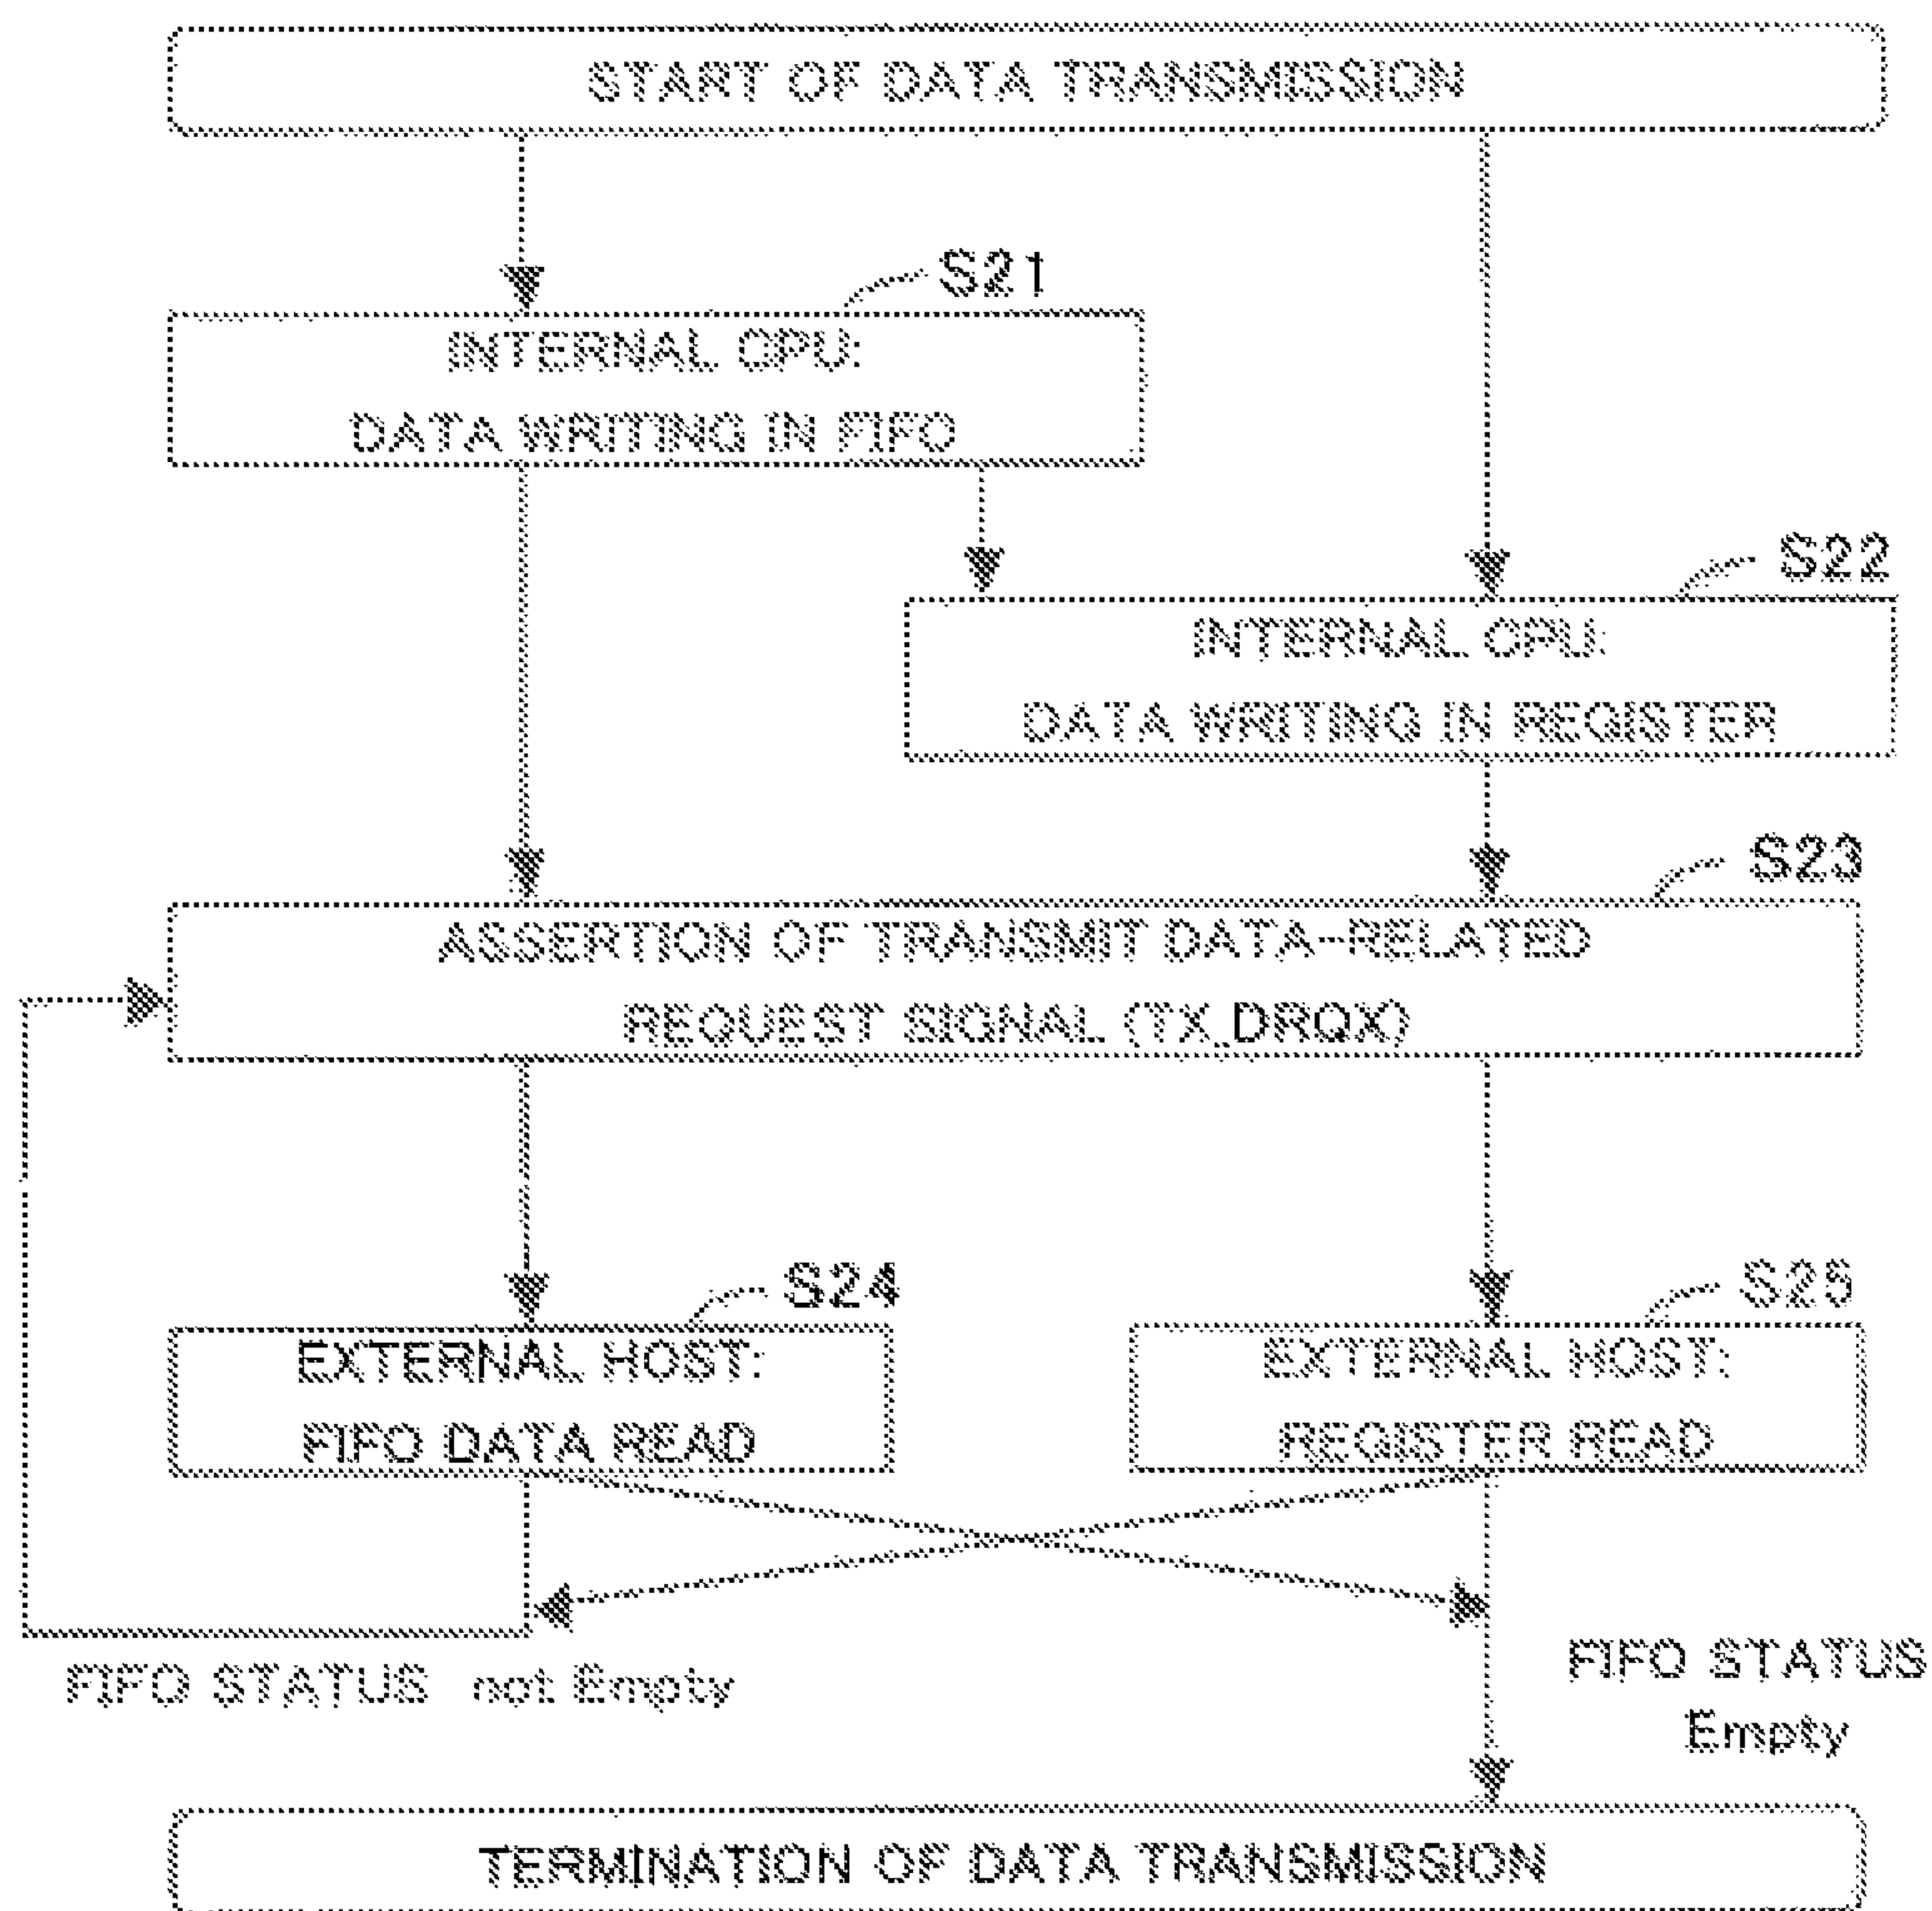 START OF DATA TRANSMISSION
S21
INTERNAL CPU:
DATA WRITING IN FIFO
S22
INTERNAL CPU:
DATA WRITING IN REGISTER
S23
ASSERTION OF TRANSMIT DATA-RELATED
REQUEST SIGNAL (TX_DRQX)
S24
EXTERNAL HOST:
FIFO DATA READ
S25
EXTERNAL HOST:
REGISTER READ
FIFO STATUS not Empty
FIFO STATUS
Empty
TERMINATION OF DATA TRANSMISSION